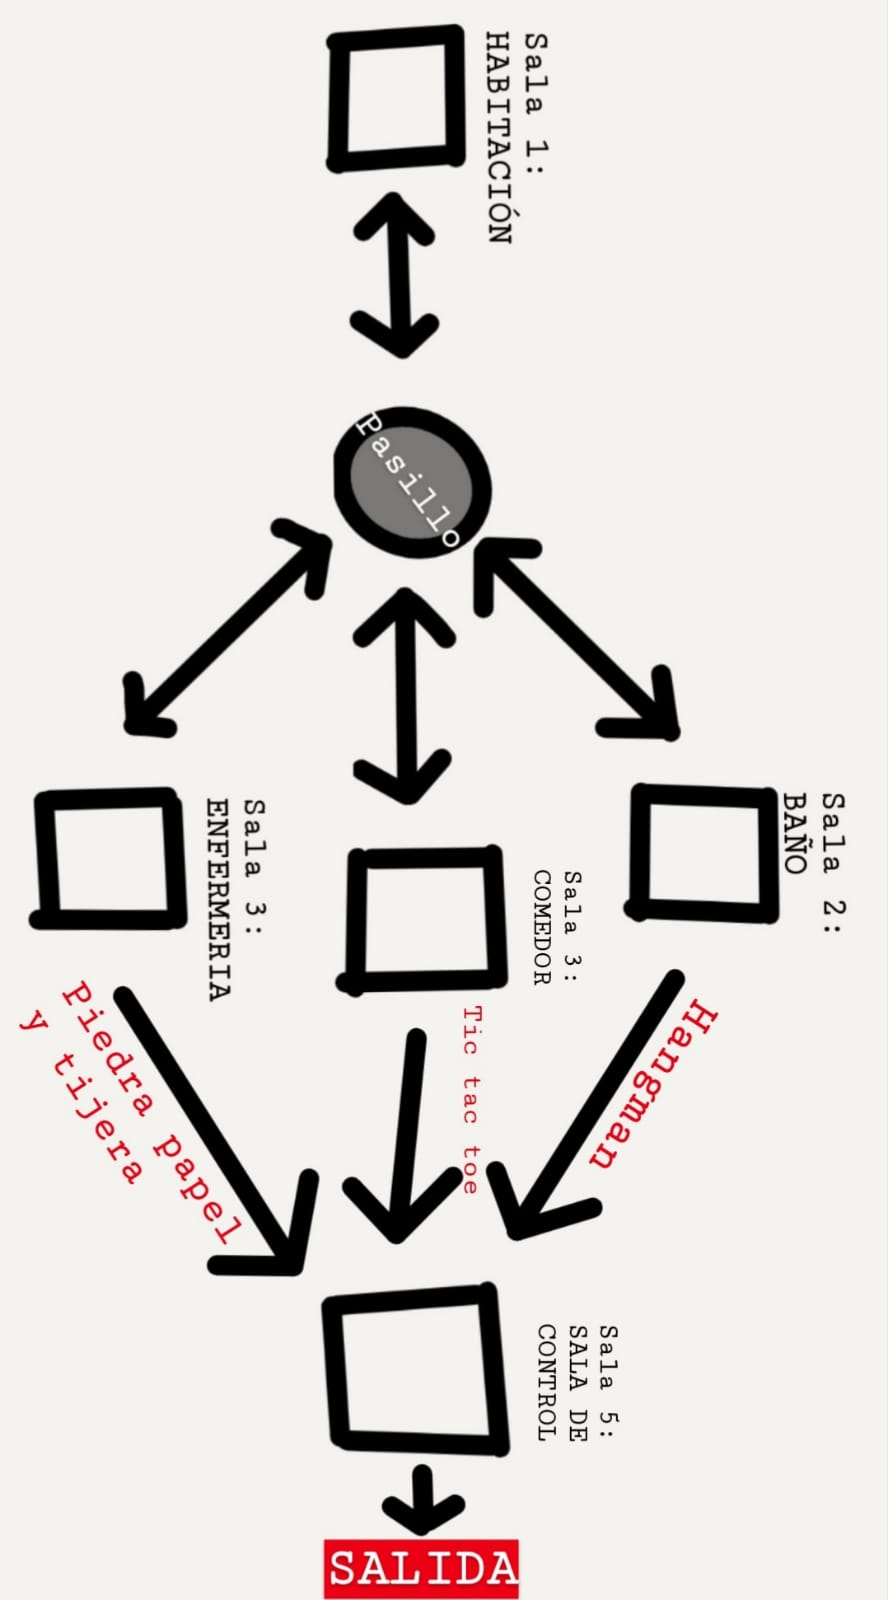 Sala 1:
HABITACIÓN
Pasillo
Sala 2:
BAÑO
Sala 3:
COMEDOR
Sala 3:
ENFERMERIA
Hangman
Tic tac toe
Piedra papel
y tijera
Sala 5:
SALA DE
CONTROL
SALIDA